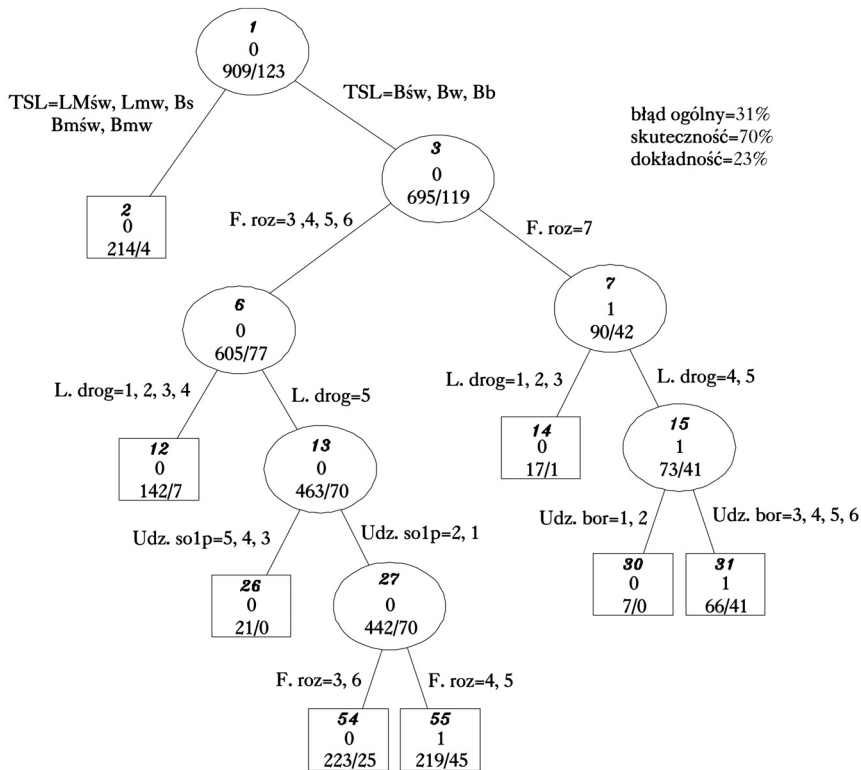 1
0
909/123
TSL=LMśw, Lmw, Bs
Bmśw, Bmw
TSL=Bśw, Bw, Bb
błąd ogólny=31%
skuteczność=70%
dokładność=23%
2
0
214/4
3
0
695/119
F. roz=3 ,4, 5, 6
F. roz=7
6
0
605/77
7
1
90/42
L. drog=1, 2, 3, 4
L. drog=5
L. drog=1, 2, 3
L. drog=4, 5
12
0
142/7
13
0
463/70
14
0
17/1
15
1
73/41
Udz. so1p=5, 4, 3
Udz. so1p=2, 1
Udz. bor=1, 2
Udz. bor=3, 4, 5, 6
26
0
21/0
27
0
442/70
30
0
7/0
31
1
66/41
F. roz=3, 6
F. roz=4, 5
54
0
223/25
55
1
219/45